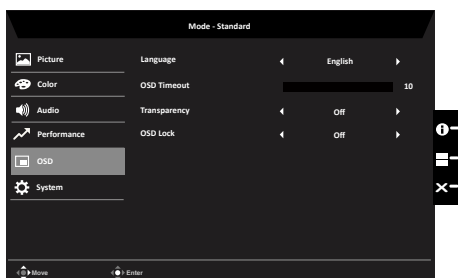 Mode - Standard
Picture
Language
English
Color
OSD Timeout
10
Audio
Transparency
Off
Performance
OSD Lock
Off
OSD
System
Move
Enter